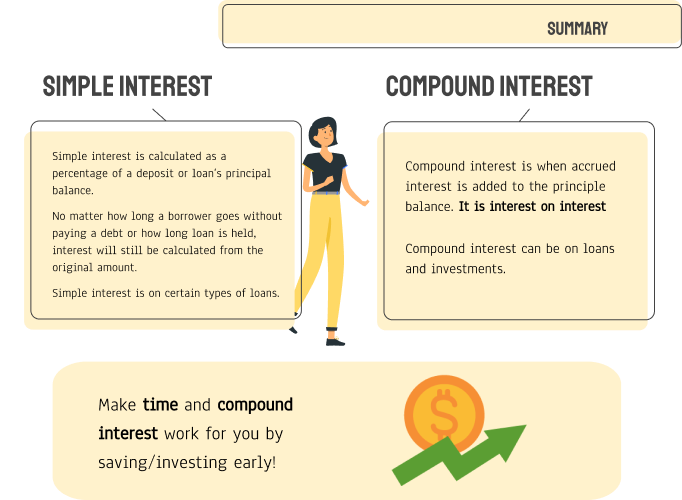 SUMMARY
SIMPLE INTEREST
Simple interest is calculated as a
percentage of a deposit or loan's principal
balance.
No matter how long a borrower goes without
paying a debt or how long loan is held,
interest will still be calculated from the
original amount.
Simple interest is on certain types of loans.
COMPOUND INTEREST
Compound interest is when accrued
interest is added to the principle
balance. It is interest on interest
Compound interest can be on loans
and investments.
Make time and compound
interest work for you by
saving/investing early!
$